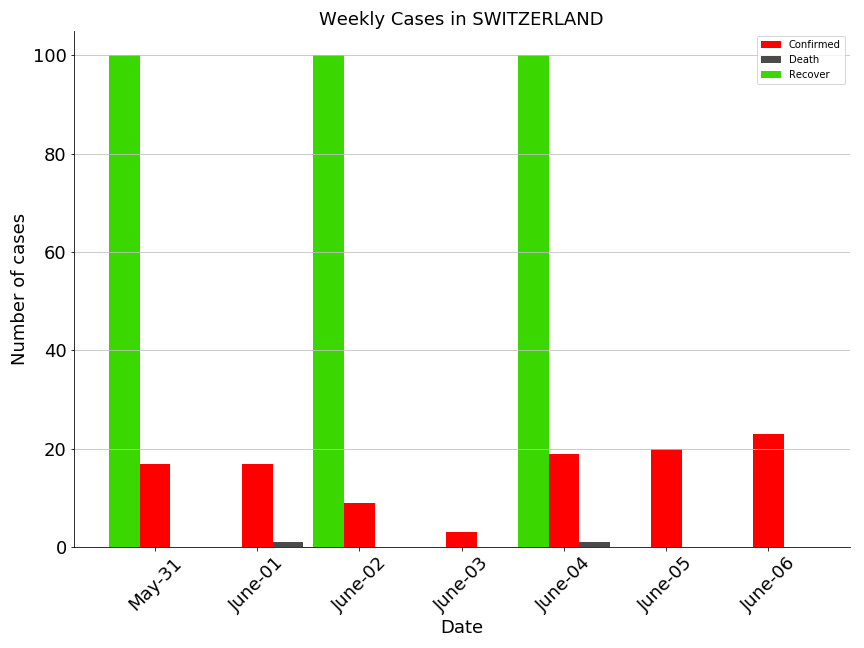 Weekly Cases in SWITZERLAND
Confirmed
Death
Recover
Number of cases
100
80
60
40
20
0
May-31
June-01
June-02
June-03
June-04
June-05
June-06
Date